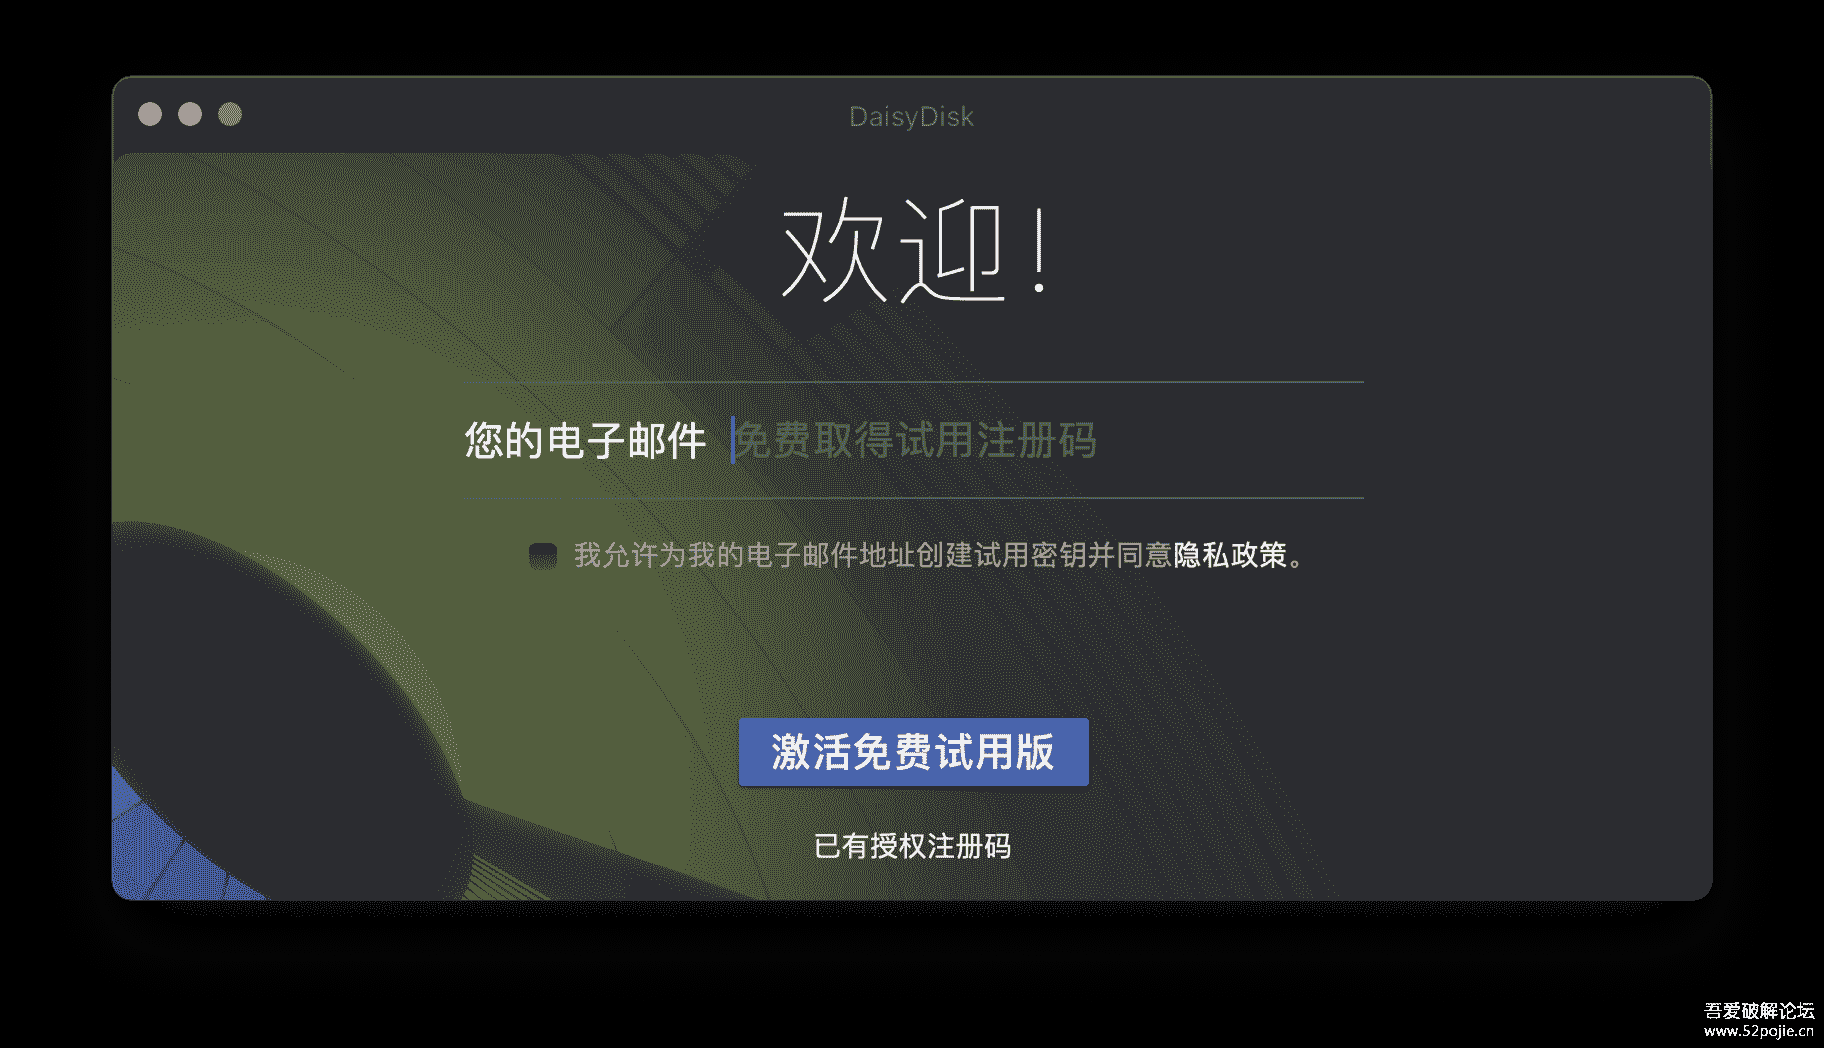 DaisyDisk
欢迎!
您的电子邮件 免费取得试用注册码
我允许为我的电子邮件地址创建试用密钥并同意隐私政策。
激活免费试用版
已有授权注册码
吾爱破解论坛
www.52pojie.cn